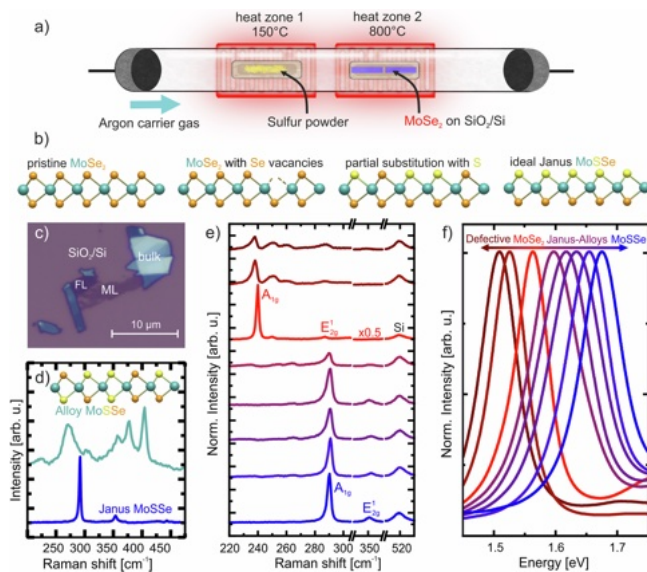 a)
heat zone 1
150°C
heat zone 2
800°C
Argon carrier gas
Sulfur powder
MoSe₂ on SiO₂/Si
b)
pristine MoSe₂
MoSe₂ with Se vacancies
partial substitution with S
ideal Janus MoSSe
c)
SiO₂/Si
bulk
FL
ML
10 μm
d)
Alloy MoSSe
Janus MoSSe
Intensity [arb. u.]
250 300 350 400 450
Raman shift [cm⁻¹]
e)
A₁g
E¹₂g
x0.5
Si
A₁g
E¹₂g
Norm. Intensity [arb. u.]
220 240 260 280 300 350 520
Raman shift [cm⁻¹]
f)
Defective MoSe₂ Janus-Alloys MoSSe
Norm. Intensity [arb. u.]
1.5 1.6 1.7
Energy [eV]